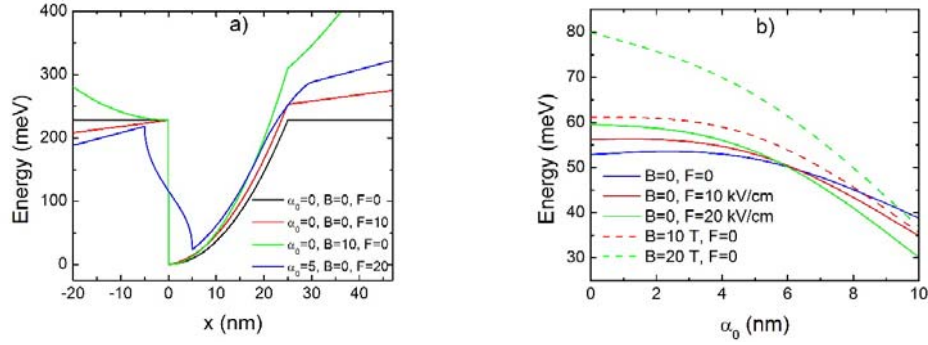 a)
400
300
200
100
0
Energy (meV)
α₀=0, B=0, F=0
α₀=0, B=0, F=10
α₀=0, B=10, F=0
α₀=5, B=0, F=20
-20 -10 0 10 20 30 40
x (nm)
b)
80
70
60
50
40
30
Energy (meV)
B=0, F=0
B=0, F=10 kV/cm
B=0, F=20 kV/cm
B=10 T, F=0
B=20 T, F=0
0 2 4 6 8 10
α₀ (nm)